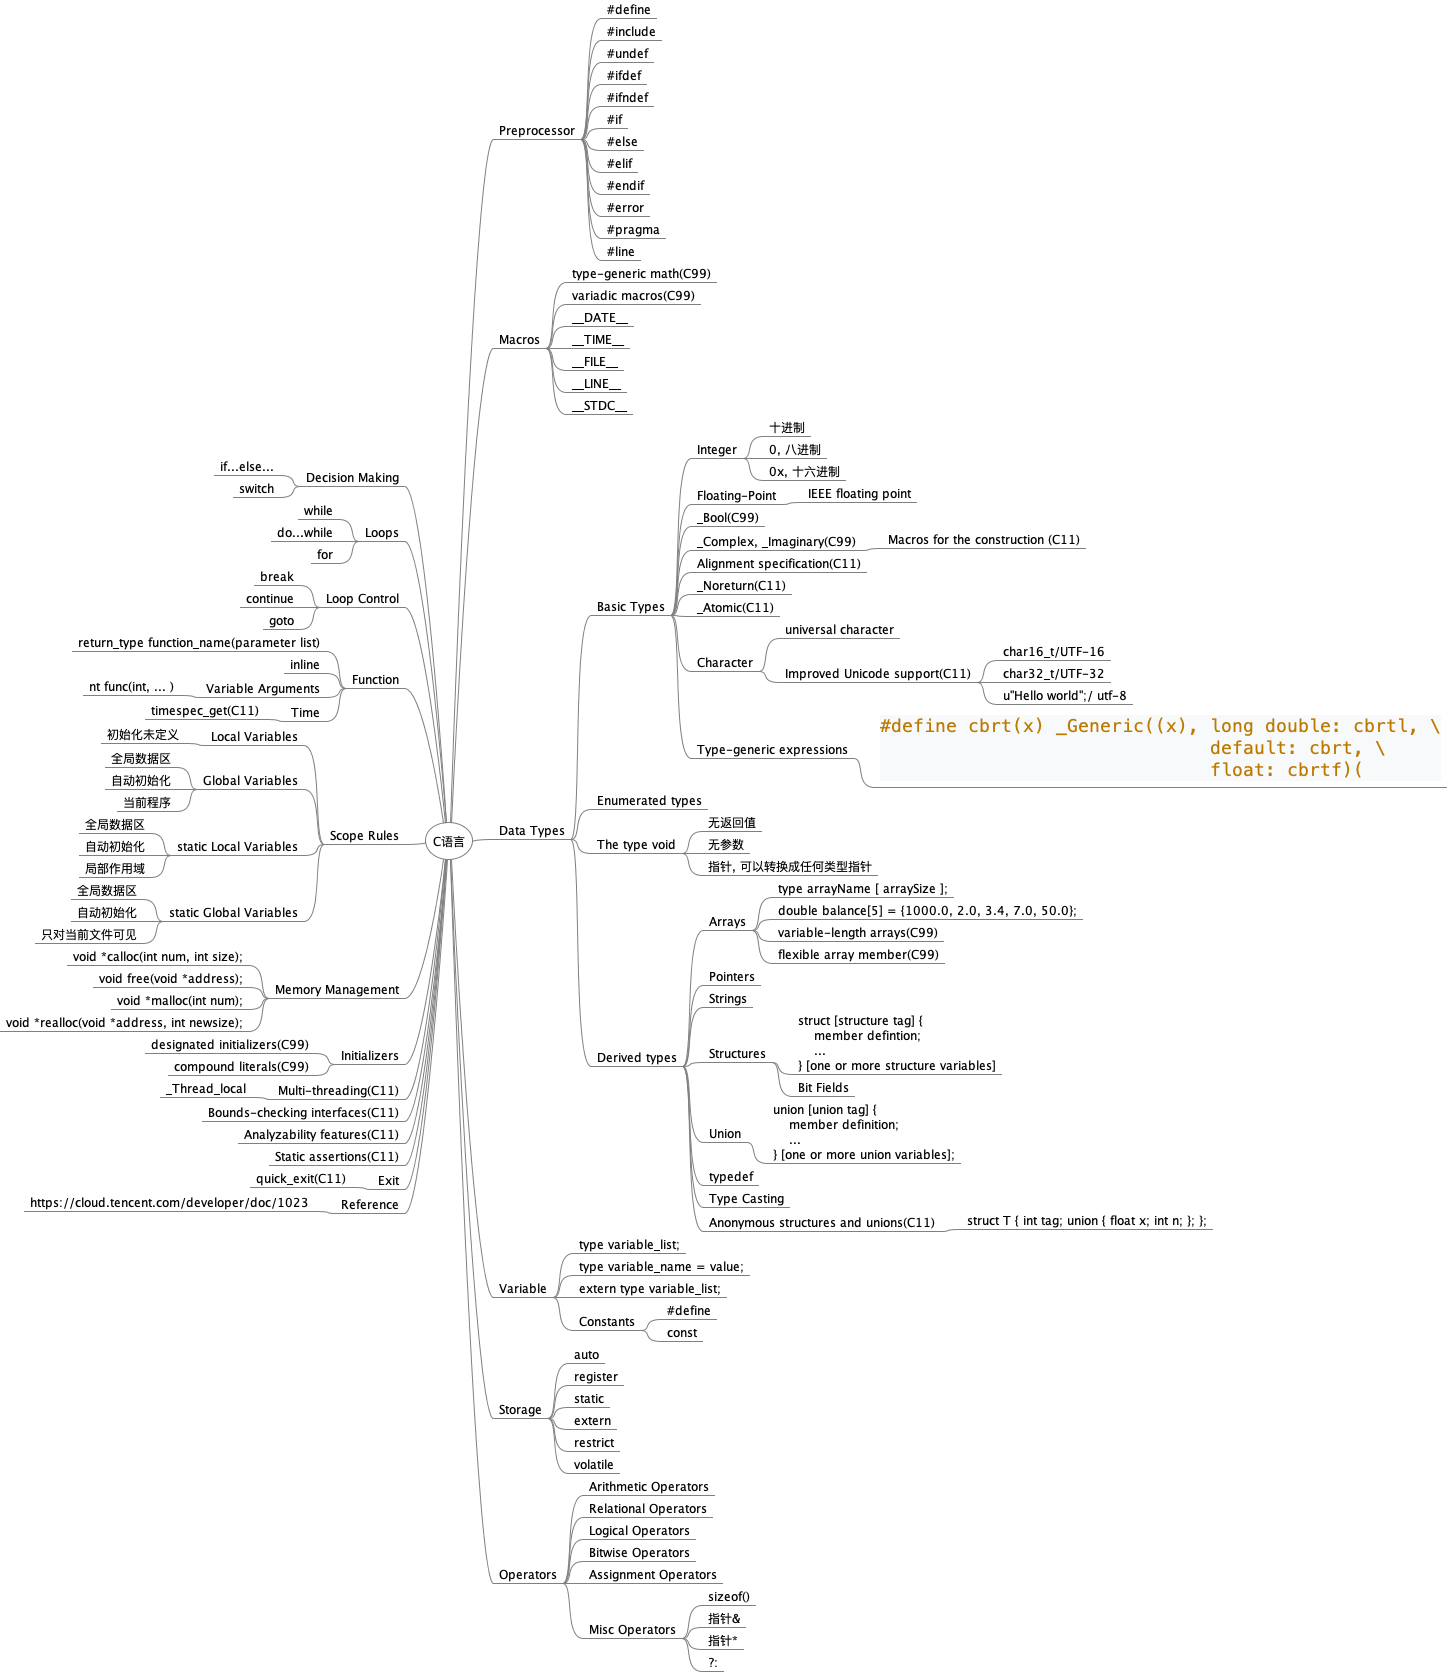 C语言
Preprocessor
#define
#include
#undef
#ifdef
#ifndef
#if
#else
#elif
#endif
#error
#pragma
#line
Macros
type-generic math(C99)
variadic macros(C99)
__DATE__
__TIME__
__FILE__
__LINE__
__STDC__
Data Types
Basic Types
Integer
十进制
0, 八进制
0x, 十六进制
Floating-Point
IEEE floating point
_Bool(C99)
_Complex, _Imaginary(C99)
Macros for the construction (C11)
Alignment specification(C11)
_Noreturn(C11)
_Atomic(C11)
Character
universal character
Improved Unicode support(C11)
char16_t/UTF-16
char32_t/UTF-32
u"Hello world";/ utf-8
Type-generic expressions
#define cbrt(x) _Generic((x), long double: cbrtl, \
default: cbrt, \
float: cbrtf)(
Enumerated types
The type void
无返回值
无参数
指针, 可以转换成任何类型指针
Derived types
Arrays
type arrayName [ arraySize ];
double balance[5] = {1000.0, 2.0, 3.4, 7.0, 50.0};
variable-length arrays(C99)
flexible array member(C99)
Pointers
Strings
Structures
struct [structure tag] {
member defintion;
...
} [one or more structure variables]
Bit Fields
Union
union [union tag] {
member definition;
...
} [one or more union variables];
typedef
Type Casting
Anonymous structures and unions(C11)
struct T { int tag; union { float x; int n; }; };
Variable
type variable_list;
type variable_name = value;
extern type variable_list;
Constants
#define
const
Storage
auto
register
static
extern
restrict
volatile
Operators
Arithmetic Operators
Relational Operators
Logical Operators
Bitwise Operators
Assignment Operators
Misc Operators
sizeof()
指针&
指针*
?:
Decision Making
if...else...
switch
Loops
while
do...while
for
Loop Control
break
continue
goto
Function
return_type function_name(parameter list)
inline
Variable Arguments
nt func(int, ... )
Time
timespec_get(C11)
Scope Rules
Local Variables
初始化未定义
Global Variables
全局数据区
自动初始化
当前程序
static Local Variables
全局数据区
自动初始化
局部作用域
static Global Variables
全局数据区
自动初始化
只对当前文件可见
Memory Management
void *calloc(int num, int size);
void free(void *address);
void *malloc(int num);
void *realloc(void *address, int newsize);
Initializers
designated initializers(C99)
compound literals(C99)
Multi-threading(C11)
_Thread_local
Bounds-checking interfaces(C11)
Analyzability features(C11)
Static assertions(C11)
Exit
quick_exit(C11)
Reference
https://cloud.tencent.com/developer/doc/1023